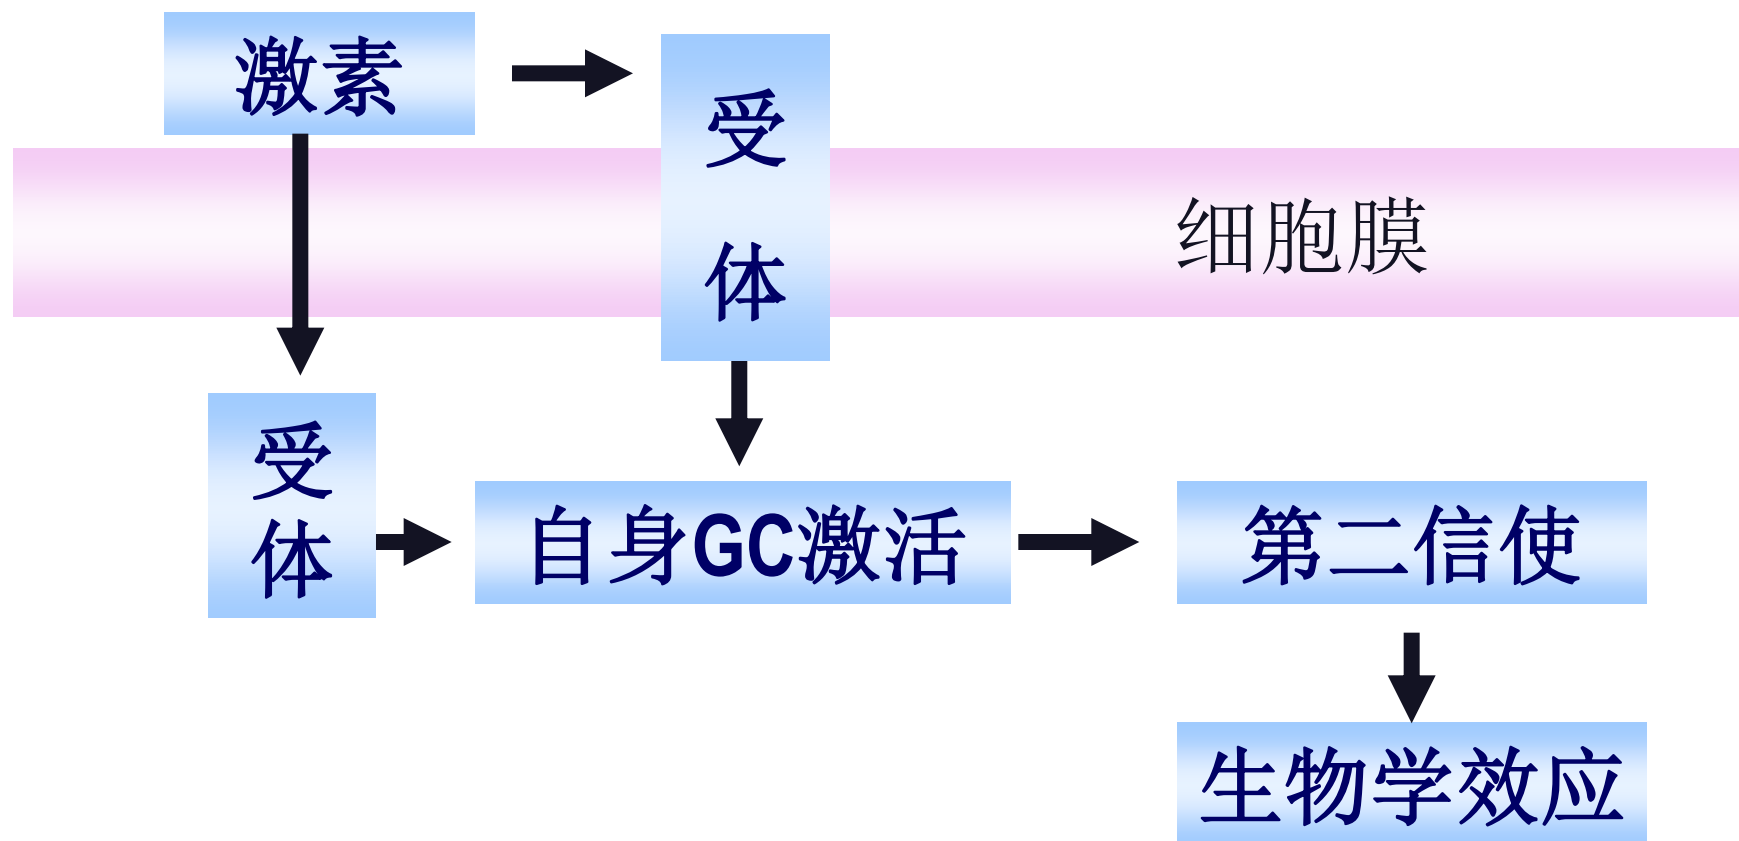 激素
受
体
细胞膜
受
体
自身GC激活
第二信使
生物学效应